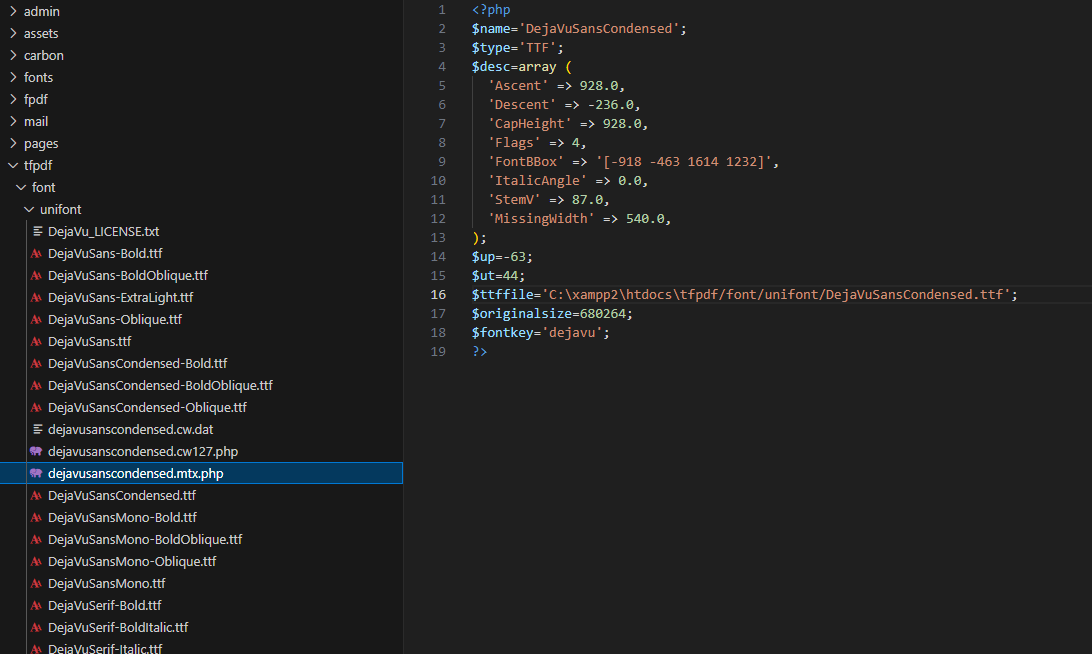 admin
assets
carbon
fonts
fpdf
mail
pages
tfpdf
font
unifont
DejaVu_LICENSE.txt
DejaVuSans-Bold.ttf
DejaVuSans-BoldOblique.ttf
DejaVuSans-ExtraLight.ttf
DejaVuSans-Oblique.ttf
DejaVuSans.ttf
DejaVuSansCondensed-Bold.ttf
DejaVuSansCondensed-BoldOblique.ttf
DejaVuSansCondensed-Oblique.ttf
dejavusanscondensed.cw.dat
dejavusanscondensed.cw127.php
dejavusanscondensed.mtx.php
DejaVuSansCondensed.ttf
DejaVuSansMono-Bold.ttf
DejaVuSansMono-BoldOblique.ttf
DejaVuSansMono-Oblique.ttf
DejaVuSansMono.ttf
DejaVuSerif-Bold.ttf
DejaVuSerif-BoldItalic.ttf
DejaVuSerif-Italic.ttf
1 <?php
2 $name='DejaVuSansCondensed';
3 $type='TTF';
4 $desc=array (
5 'Ascent' => 928.0,
6 'Descent' => -236.0,
7 'CapHeight' => 928.0,
8 'Flags' => 4,
9 'FontBBox' => '[-918 -463 1614 1232]',
10 'ItalicAngle' => 0.0,
11 'StemV' => 87.0,
12 'MissingWidth' => 540.0,
13 );
14 $up=-63;
15 $ut=44;
16 $ttffile='C:\xampp2\htdocs\tfpdf/font/unifont/DejaVuSansCondensed.ttf';
17 $originalsize=680264;
18 $fontkey='dejavu';
19 ?>